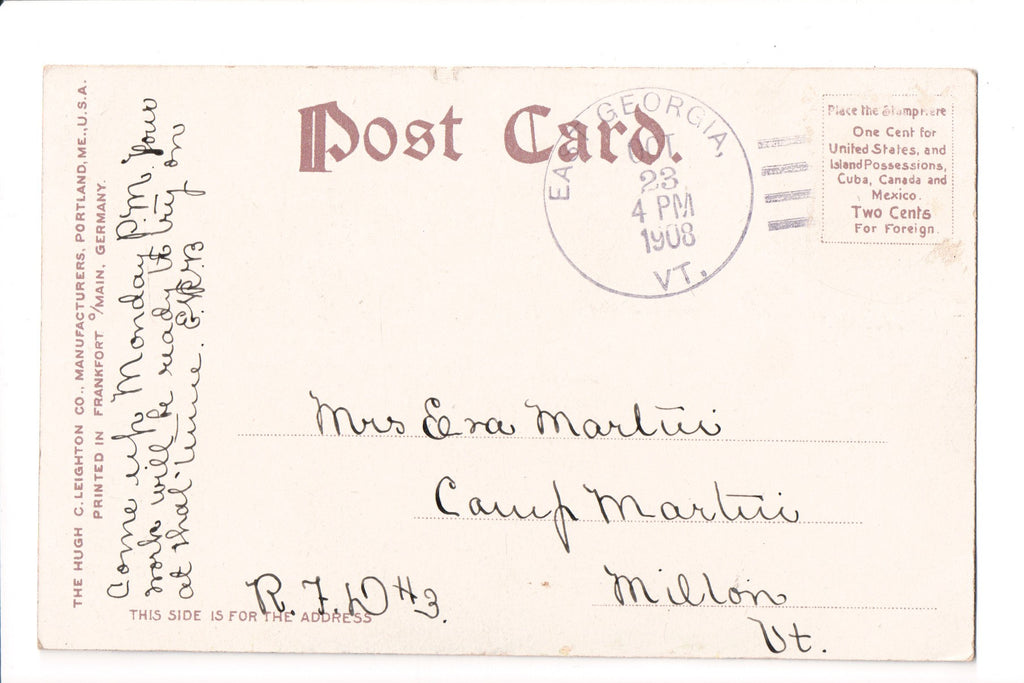 THE HUGH C. LEIGHTON CO., MANUFACTURERS, PORTLAND, ME., U.S.A.
PRINTED IN FRANKFORT O/MAIN, GERMANY.
Come up Monday P.M. Your
work will be ready to try on
at that time. E.R.B
Post Card.
EAST GEORGIA,
OCT
23
4 PM
1908
VT.
Place the Stamp Here
One Cent for
United States, and
Island Possessions,
Cuba, Canada and
Mexico.
Two Cents
For Foreign.
Mrs Eva Martin
Camp Martin
Milton
Vt.
R.F.D #3.
THIS SIDE IS FOR THE ADDRESS